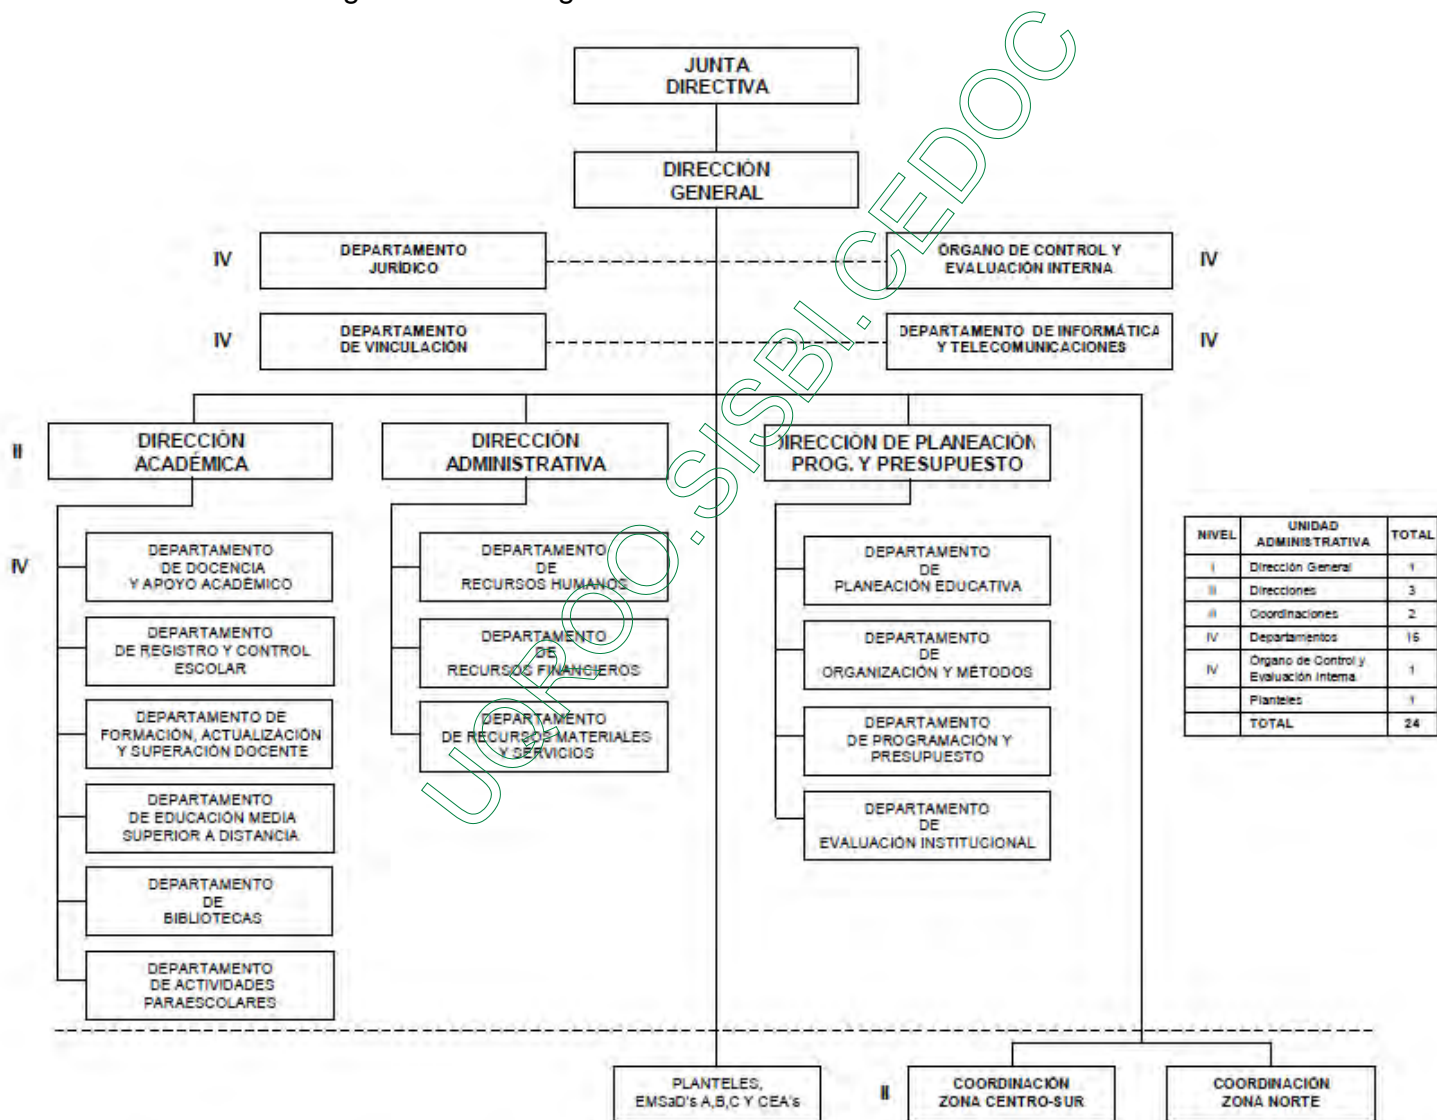 JUNTA
DIRECTIVA
DIRECCIÓN
GENERAL
IV
DEPARTAMENTO
JURÍDICO
ÓRGANO DE CONTROL Y
EVALUACIÓN INTERNA
IV
IV
DEPARTAMENTO
DE VINCULACIÓN
DEPARTAMENTO DE INFORMÁTICA
Y TELECOMUNICACIONES
IV
II
DIRECCIÓN
ACADÉMICA
DIRECCIÓN
ADMINISTRATIVA
DIRECCIÓN DE PLANEACIÓN
PROG. Y PRESUPUESTO
IV
DEPARTAMENTO
DE DOCENCIA
Y APOYO ACADÉMICO
DEPARTAMENTO
DE REGISTRO Y CONTROL
ESCOLAR
DEPARTAMENTO DE
FORMACIÓN, ACTUALIZACIÓN
Y SUPERACIÓN DOCENTE
DEPARTAMENTO
DE EDUCACIÓN MEDIA
SUPERIOR A DISTANCIA
DEPARTAMENTO
DE
BIBLIOTECAS
DEPARTAMENTO
DE ACTIVIDADES
PARAESCOLARES
DEPARTAMENTO
DE
RECURSOS HUMANOS
DEPARTAMENTO
DE
RECURSOS FINANCIEROS
DEPARTAMENTO
DE RECURSOS MATERIALES
Y SERVICIOS
DEPARTAMENTO
DE
PLANEACIÓN EDUCATIVA
DEPARTAMENTO
DE
ORGANIZACIÓN Y MÉTODOS
DEPARTAMENTO
DE PROGRAMACIÓN Y
PRESUPUESTO
DEPARTAMENTO
DE
EVALUACIÓN INSTITUCIONAL
NIVEL UNIDAD ADMINISTRATIVA TOTAL
I Dirección General 1
Direcciones 3
Coordinaciones 2
IV Departamentos 16
IV Órgano de Control y Evaluación Interna 1
Planteles 1
TOTAL 24
PLANTELES,
EMSaD's A,B,C Y CEA's
II
COORDINACIÓN
ZONA CENTRO-SUR
COORDINACIÓN
ZONA NORTE
UQROO.SISBI.CEDOC